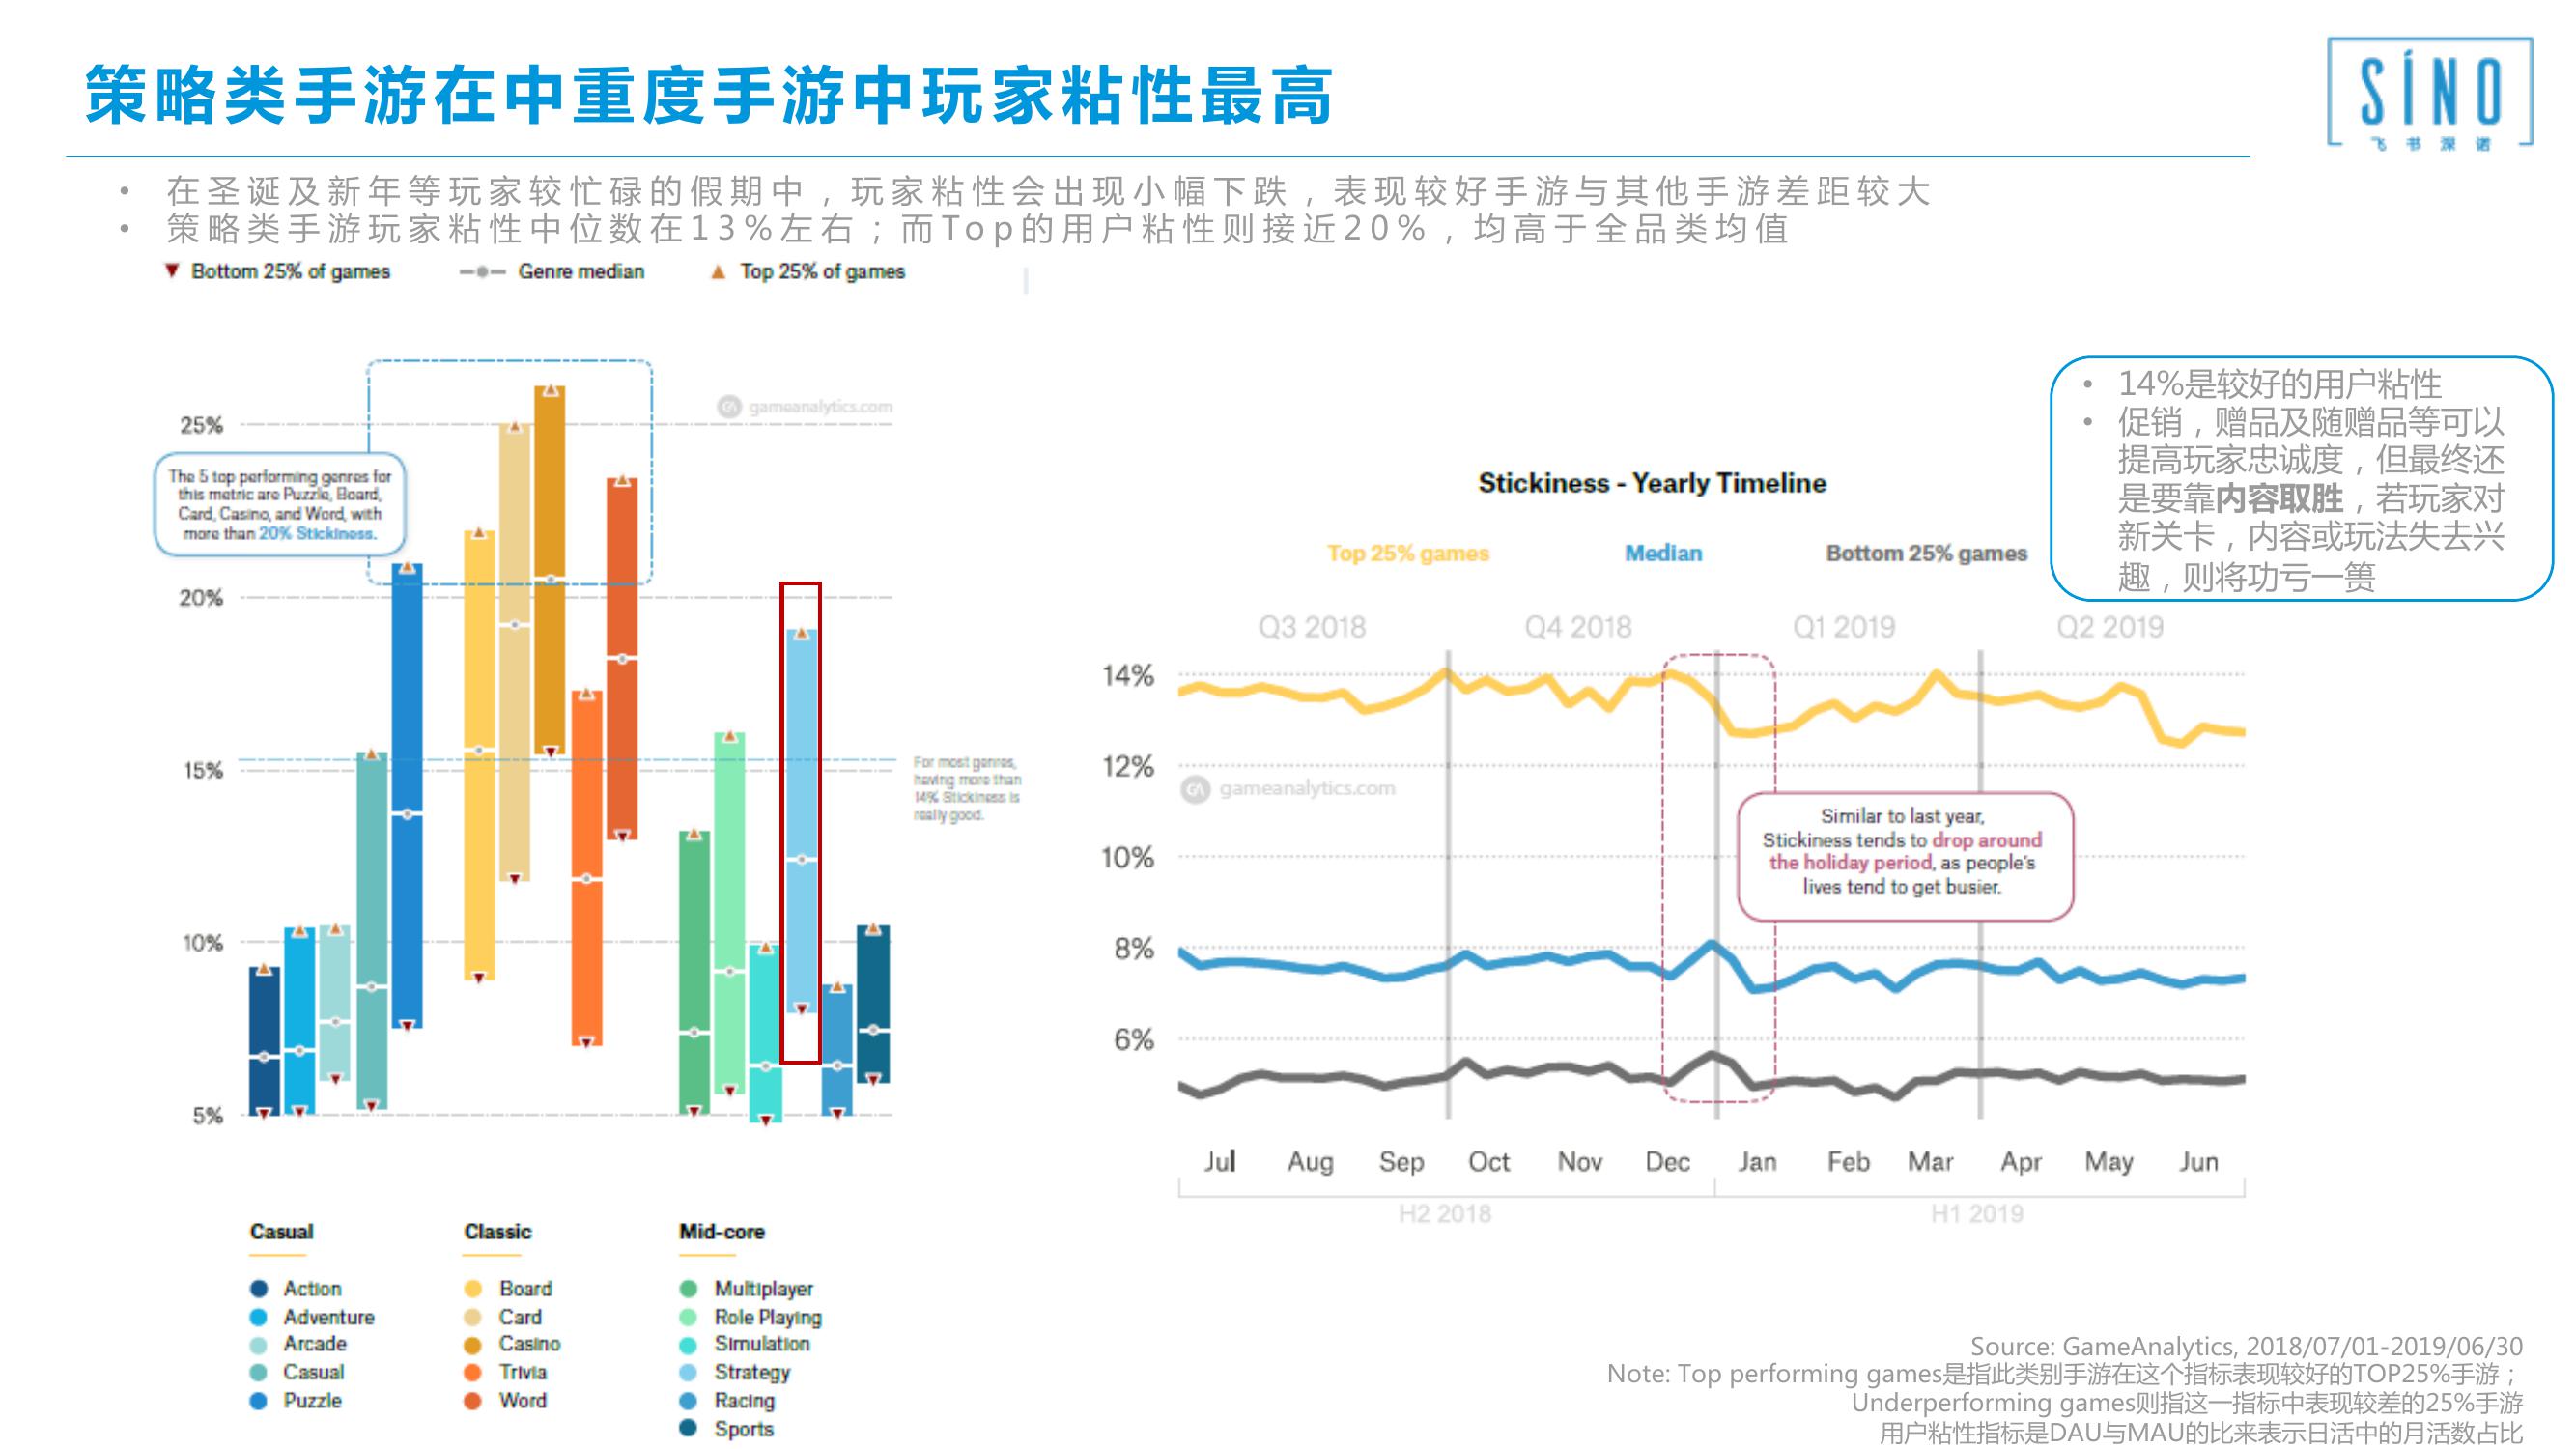 策略类手游在中重度手游中玩家粘性最高
SINO
飞书深诺
• 在圣诞及新年等玩家较忙碌的假期中，玩家粘性会出现小幅下跌，表现较好手游与其他手游差距较大
• 策略类手游玩家粘性中位数在13%左右；而Top的用户粘性则接近20%，均高于全品类均值
Bottom 25% of games
Genre median
Top 25% of games
gameanalytics.com
25%
20%
15%
10%
5%
The 5 top performing genres for
this metric are Puzzle, Board,
Card, Casino, and Word, with
more than 20% Stickiness.
For most genres,
having more than
14% Stickiness is
really good.
Casual
Action
Adventure
Arcade
Casual
Puzzle
Classic
Board
Card
Casino
Trivia
Word
Mid-core
Multiplayer
Role Playing
Simulation
Strategy
Racing
Sports
• 14%是较好的用户粘性
• 促销，赠品及随赠品等可以
提高玩家忠诚度，但最终还
是要靠内容取胜，若玩家对
新关卡，内容或玩法失去兴
趣，则将功亏一篑
Stickiness - Yearly Timeline
Top 25% games
Median
Bottom 25% games
Q3 2018
Q4 2018
Q1 2019
Q2 2019
14%
12%
10%
8%
6%
gameanalytics.com
Similar to last year,
Stickiness tends to drop around
the holiday period, as people's
lives tend to get busier.
Jul Aug Sep Oct Nov Dec Jan Feb Mar Apr May Jun
H2 2018
H1 2019
Source: GameAnalytics, 2018/07/01-2019/06/30
Note: Top performing games是指此类别手游在这个指标表现较好的TOP25%手游；
Underperforming games则指这一指标中表现较差的25%手游
用户粘性指标是DAU与MAU的比来表示日活中的月活数占比